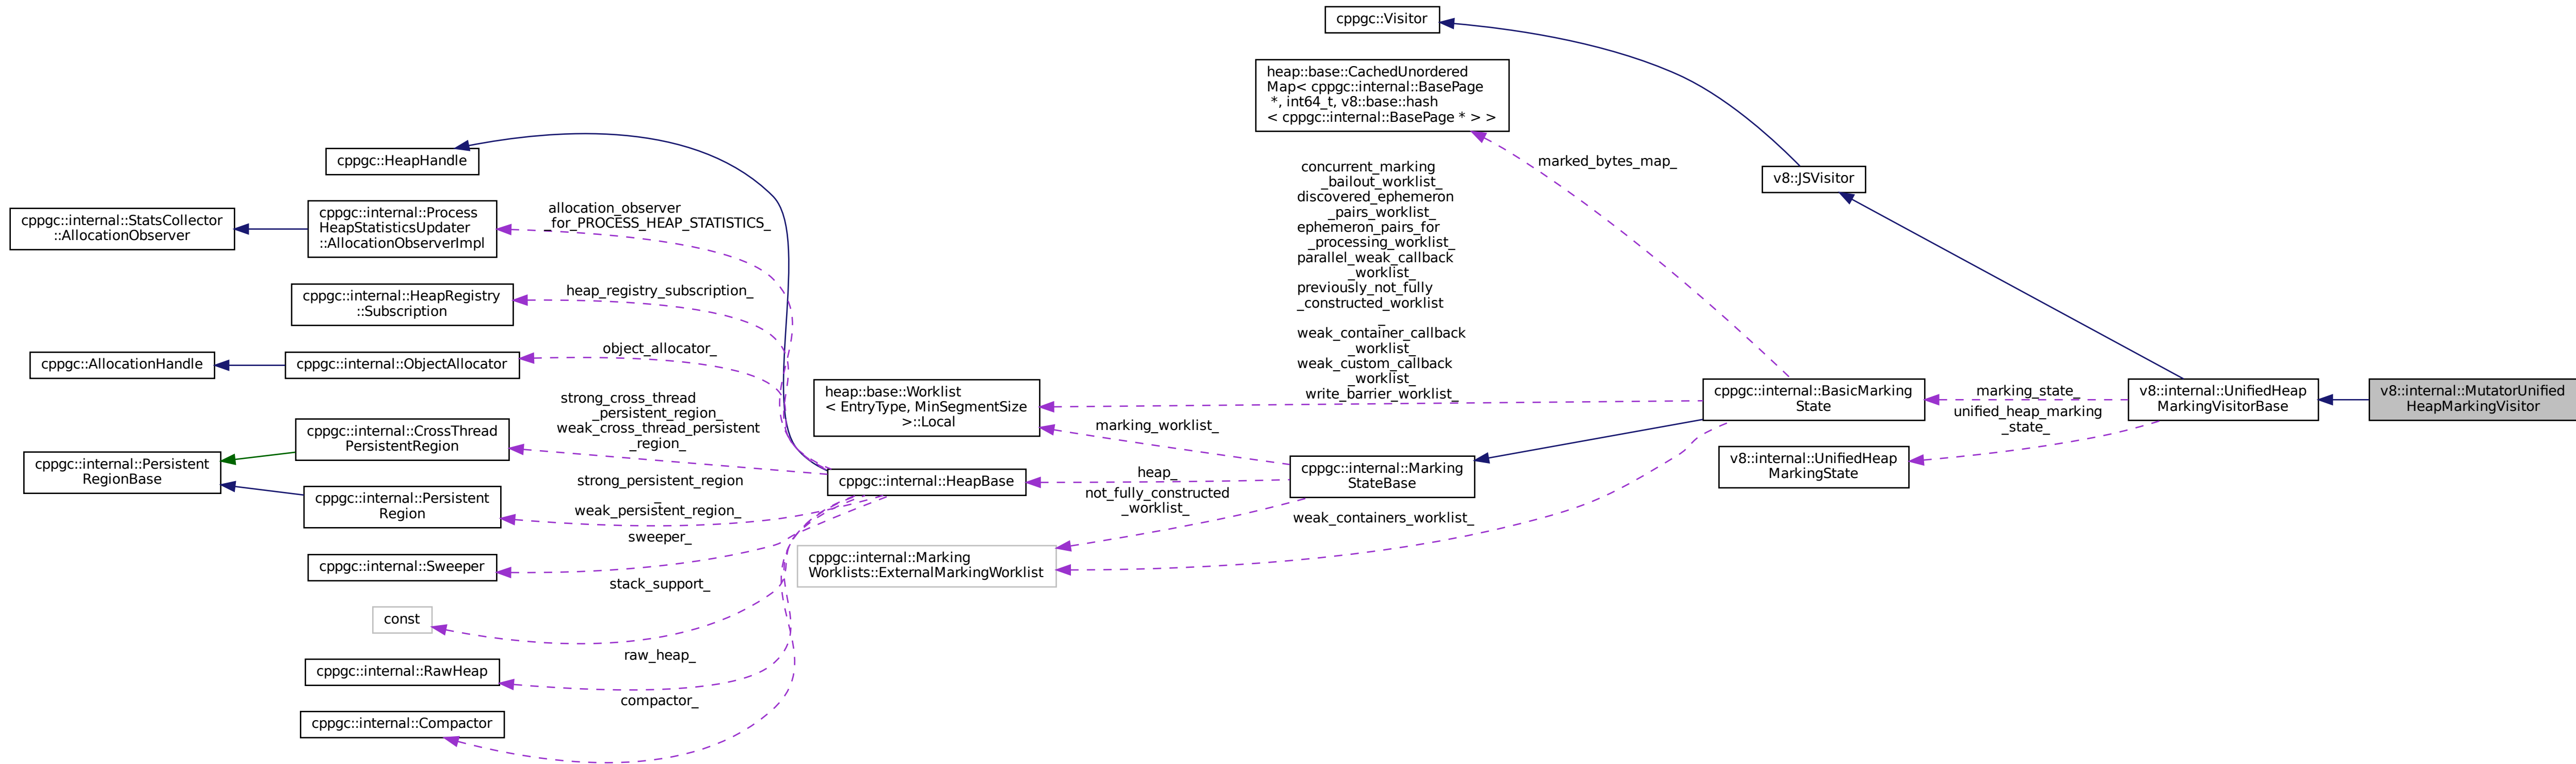 cppgc::Visitor
heap::base::CachedUnordered
Map< cppgc::internal::BasePage
*, int64_t, v8::base::hash
< cppgc::internal::BasePage * > >
cppgc::HeapHandle
marked_bytes_map_
v8::JSVisitor
concurrent_marking
_bailout_worklist_
discovered_ephemeron
_pairs_worklist_
ephemeron_pairs_for
_processing_worklist_
parallel_weak_callback
_worklist_
previously_not_fully
_constructed_worklist
_
weak_container_callback
_worklist_
weak_custom_callback
_worklist_
write_barrier_worklist_
cppgc::internal::StatsCollector
::AllocationObserver
cppgc::internal::Process
HeapStatisticsUpdater
::AllocationObserverImpl
allocation_observer
_for_PROCESS_HEAP_STATISTICS_
cppgc::internal::HeapRegistry
::Subscription
heap_registry_subscription_
cppgc::AllocationHandle
cppgc::internal::ObjectAllocator
object_allocator_
heap::base::Worklist
< EntryType, MinSegmentSize
>::Local
cppgc::internal::BasicMarking
State
marking_state_
v8::internal::UnifiedHeap
MarkingVisitorBase
v8::internal::MutatorUnified
HeapMarkingVisitor
unified_heap_marking
_state_
strong_cross_thread
_persistent_region_
weak_cross_thread_persistent
_region_
cppgc::internal::CrossThread
PersistentRegion
marking_worklist_
cppgc::internal::Persistent
RegionBase
cppgc::internal::HeapBase
heap_
cppgc::internal::Marking
StateBase
v8::internal::UnifiedHeap
MarkingState
cppgc::internal::Persistent
Region
strong_persistent_region
_
weak_persistent_region_
not_fully_constructed
_worklist_
weak_containers_worklist_
sweeper_
cppgc::internal::Sweeper
cppgc::internal::Marking
Worklists::ExternalMarkingWorklist
stack_support_
const
raw_heap_
cppgc::internal::RawHeap
compactor_
cppgc::internal::Compactor